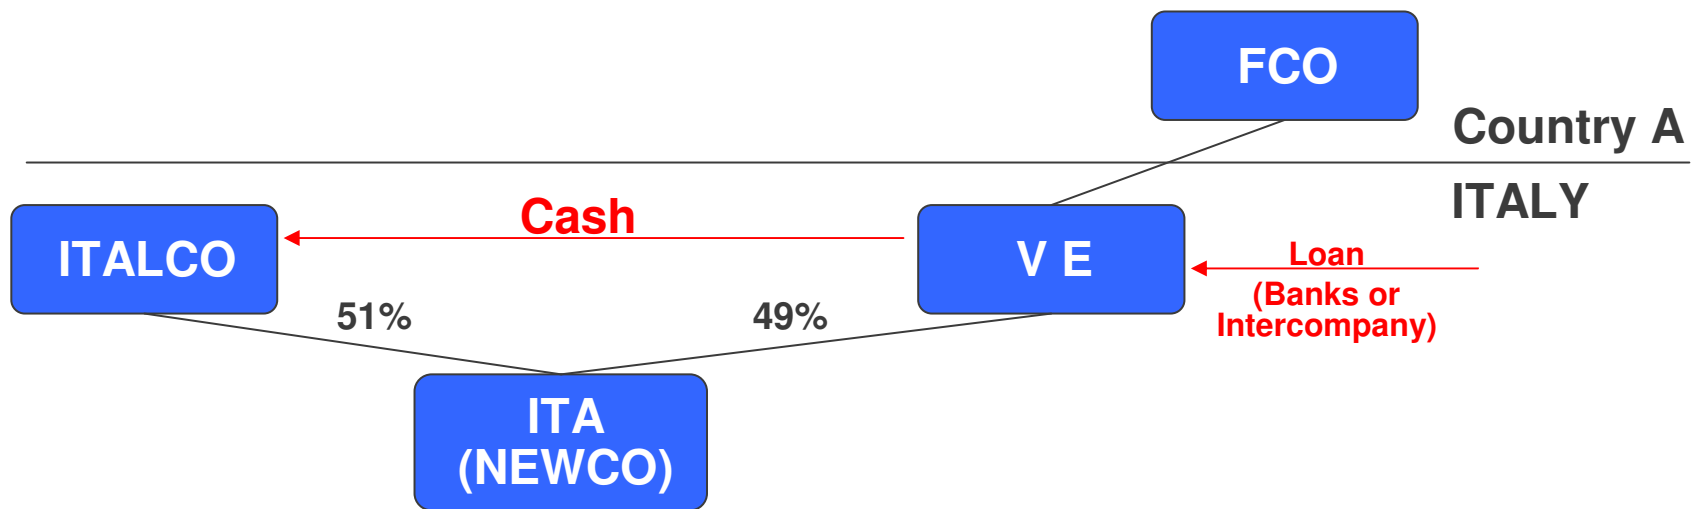 FCO
Country A
ITALY
Cash
ITALCO
V E
Loan
(Banks or
Intercompany)
51%
49%
ITA
(NEWCO)